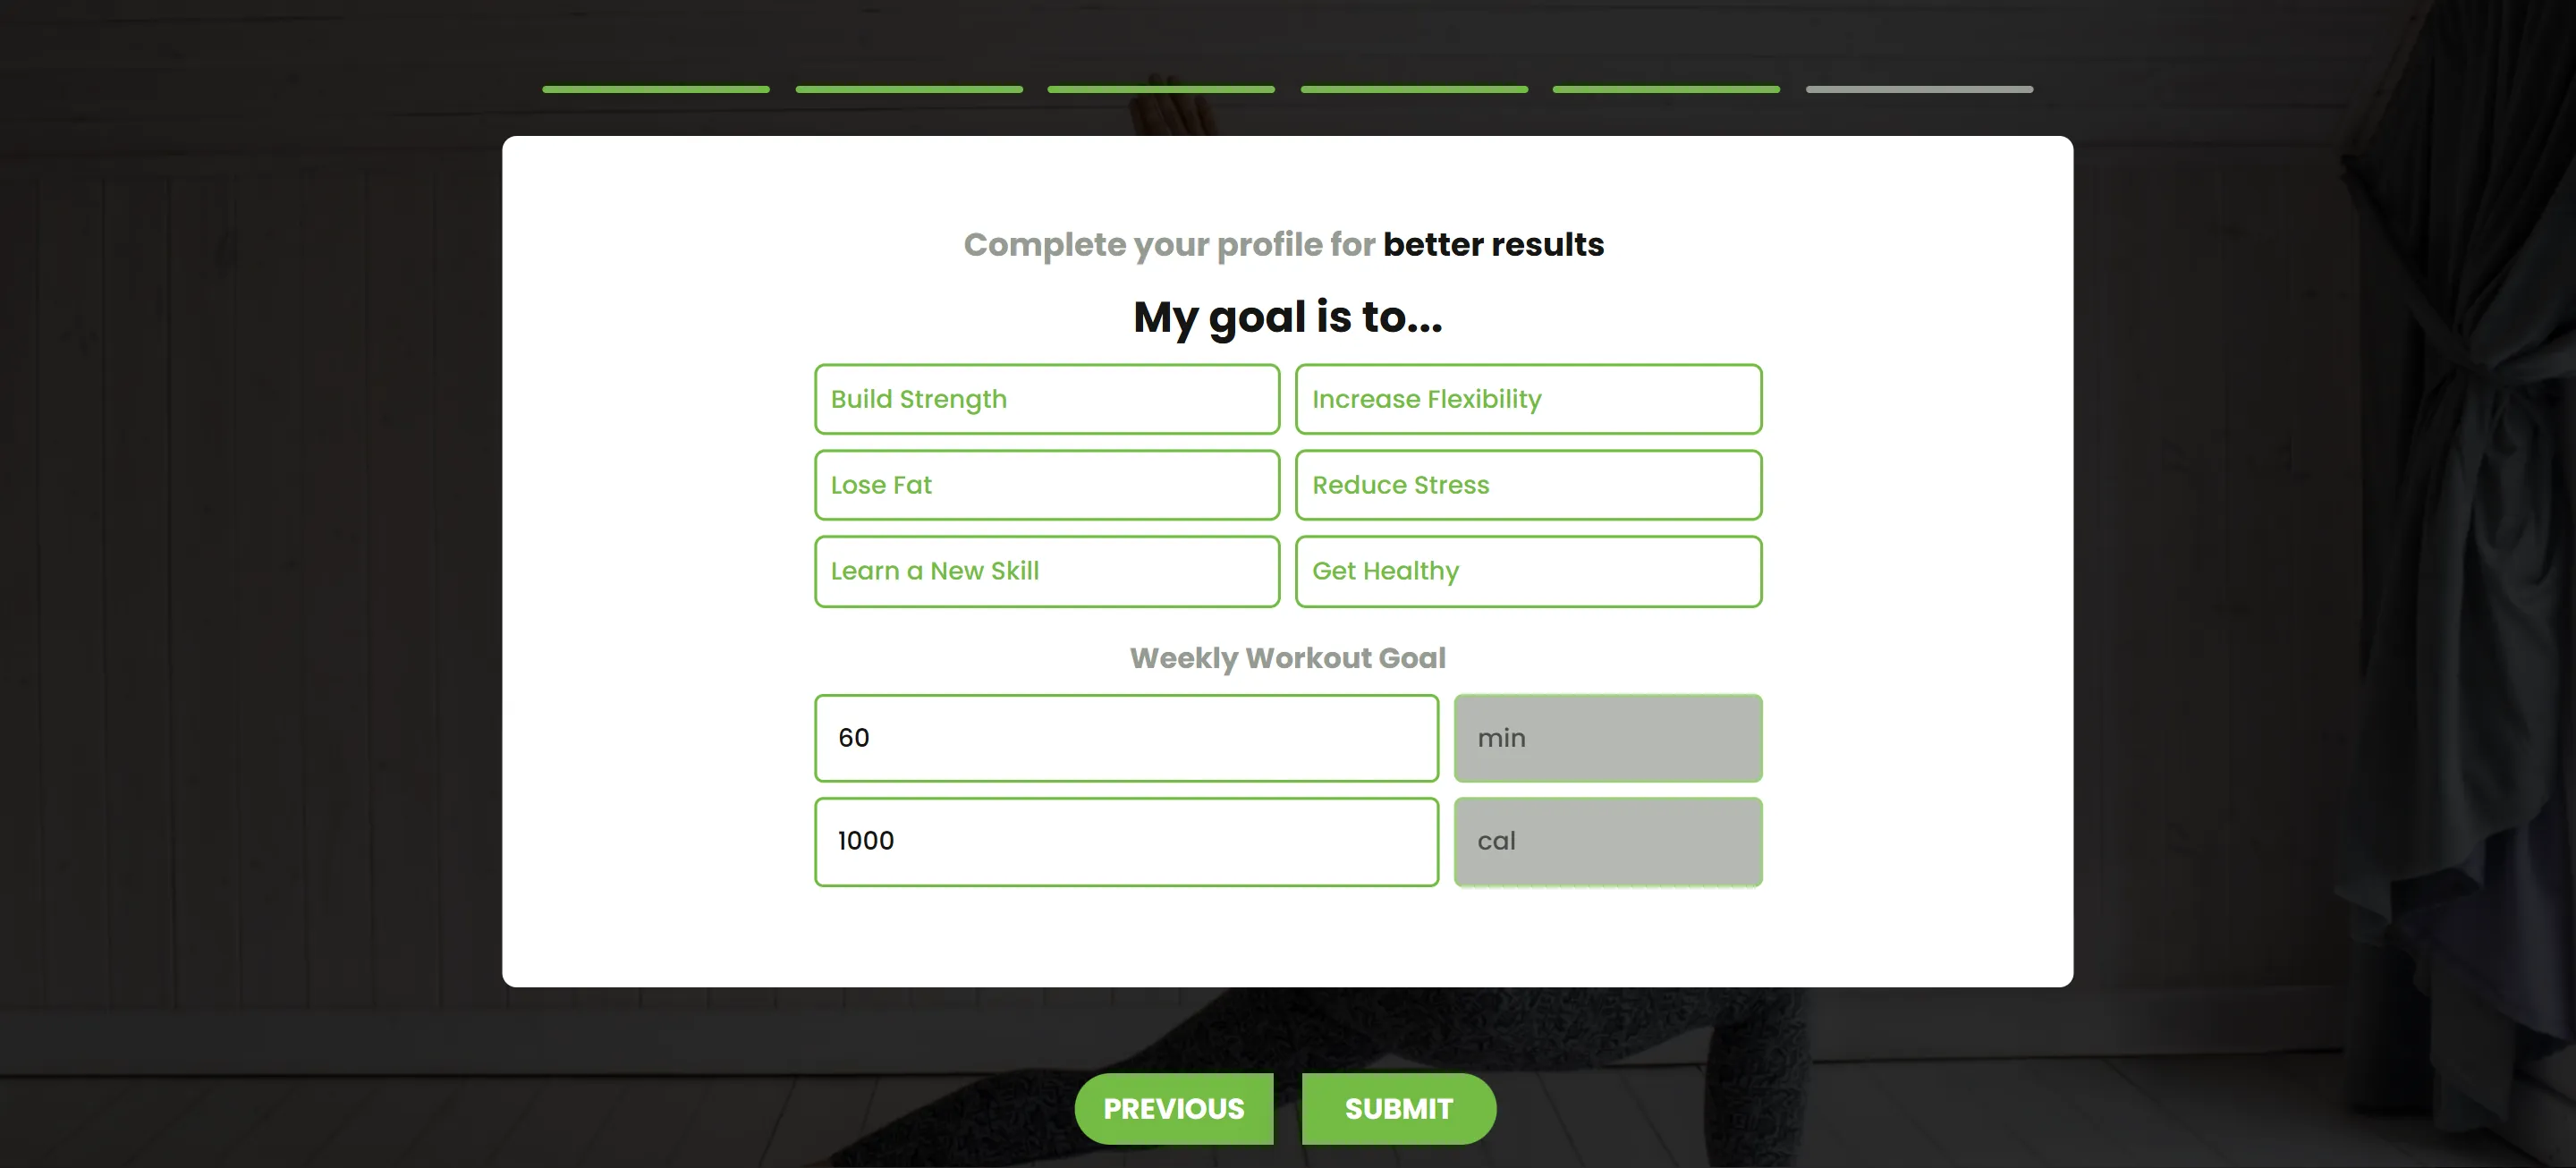 Complete your profile for better results
My goal is to...
Build Strength
Increase Flexibility
Lose Fat
Reduce Stress
Learn a New Skill
Get Healthy
Weekly Workout Goal
60 min
1000 cal
PREVIOUS SUBMIT